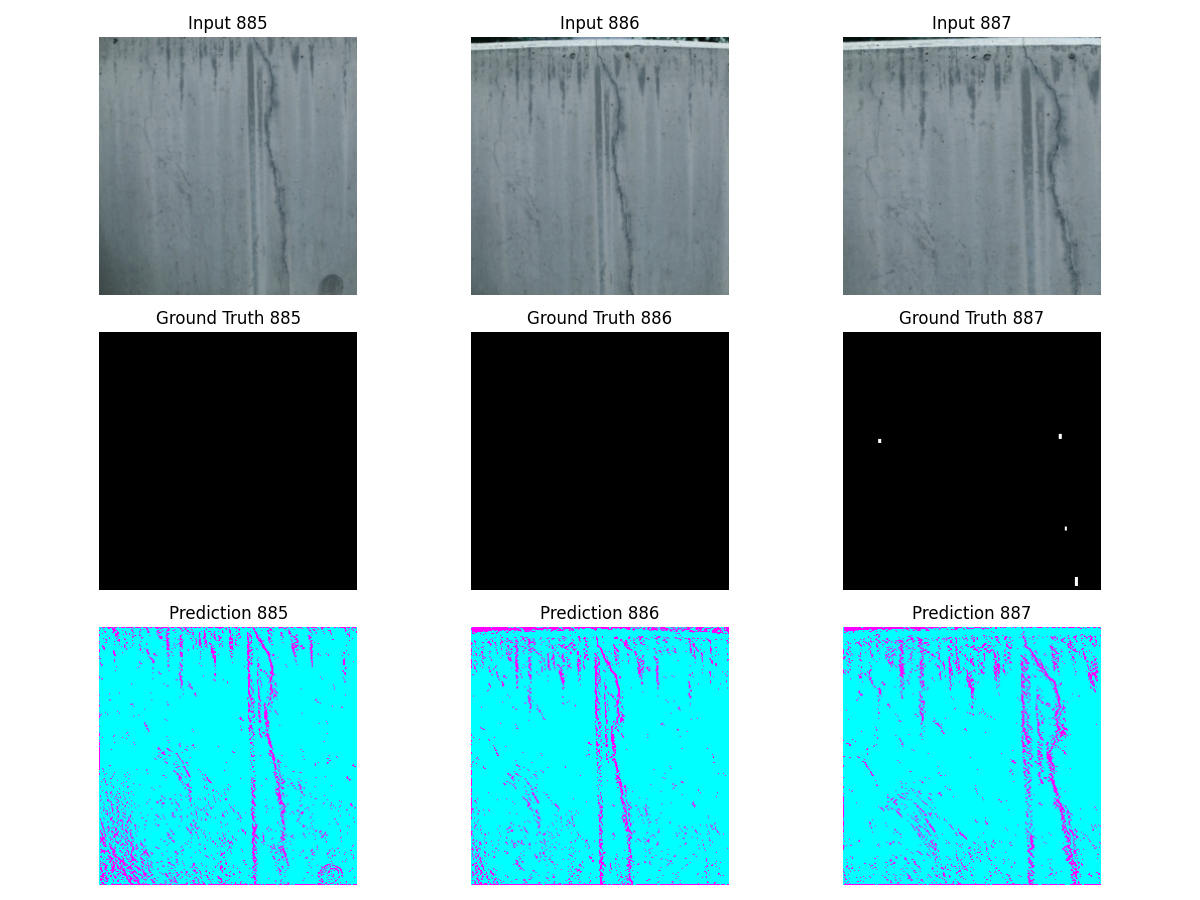 Input 885
Input 886
Input 887
Ground Truth 885
Ground Truth 886
Ground Truth 887
Prediction 885
Prediction 886
Prediction 887